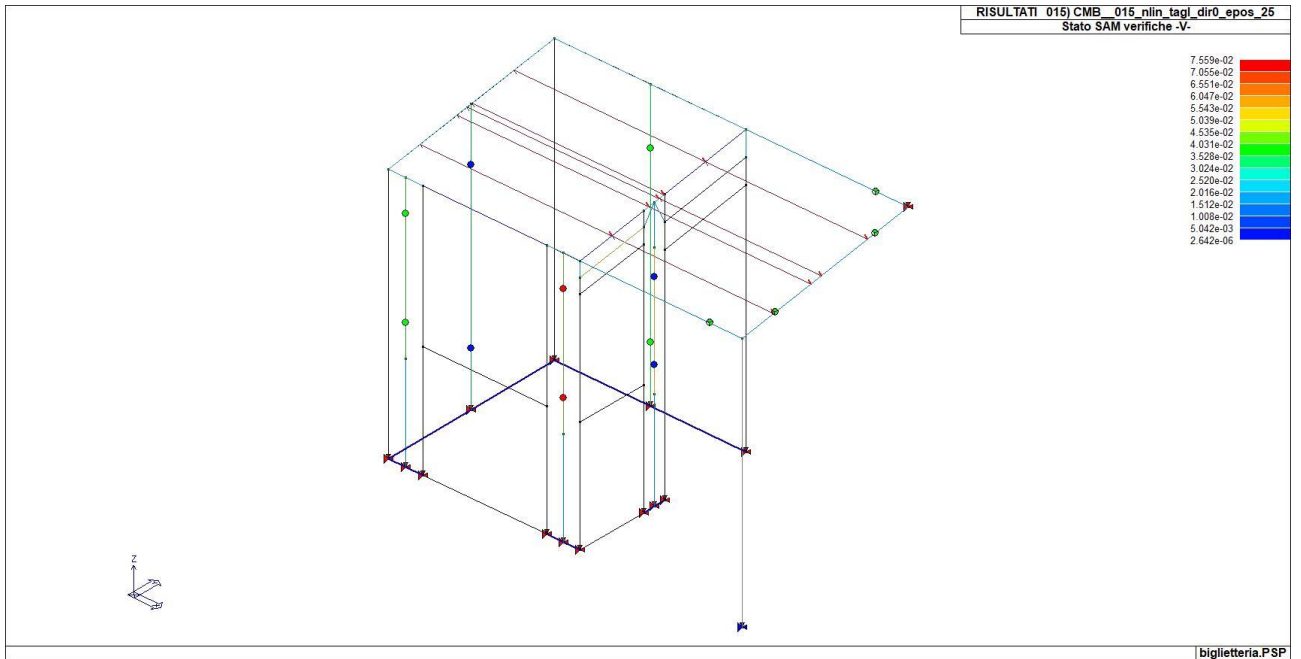 RISULTATI 015) CMB__015_nlin_tagl_dir0_epos_25
Stato SAM verifiche -V-
7.559e-02
7.055e-02
6.551e-02
6.047e-02
5.543e-02
5.039e-02
4.535e-02
4.031e-02
3.528e-02
3.024e-02
2.520e-02
2.016e-02
1.512e-02
1.008e-02
5.042e-03
2.642e-06
Z
biglietteria.PSP